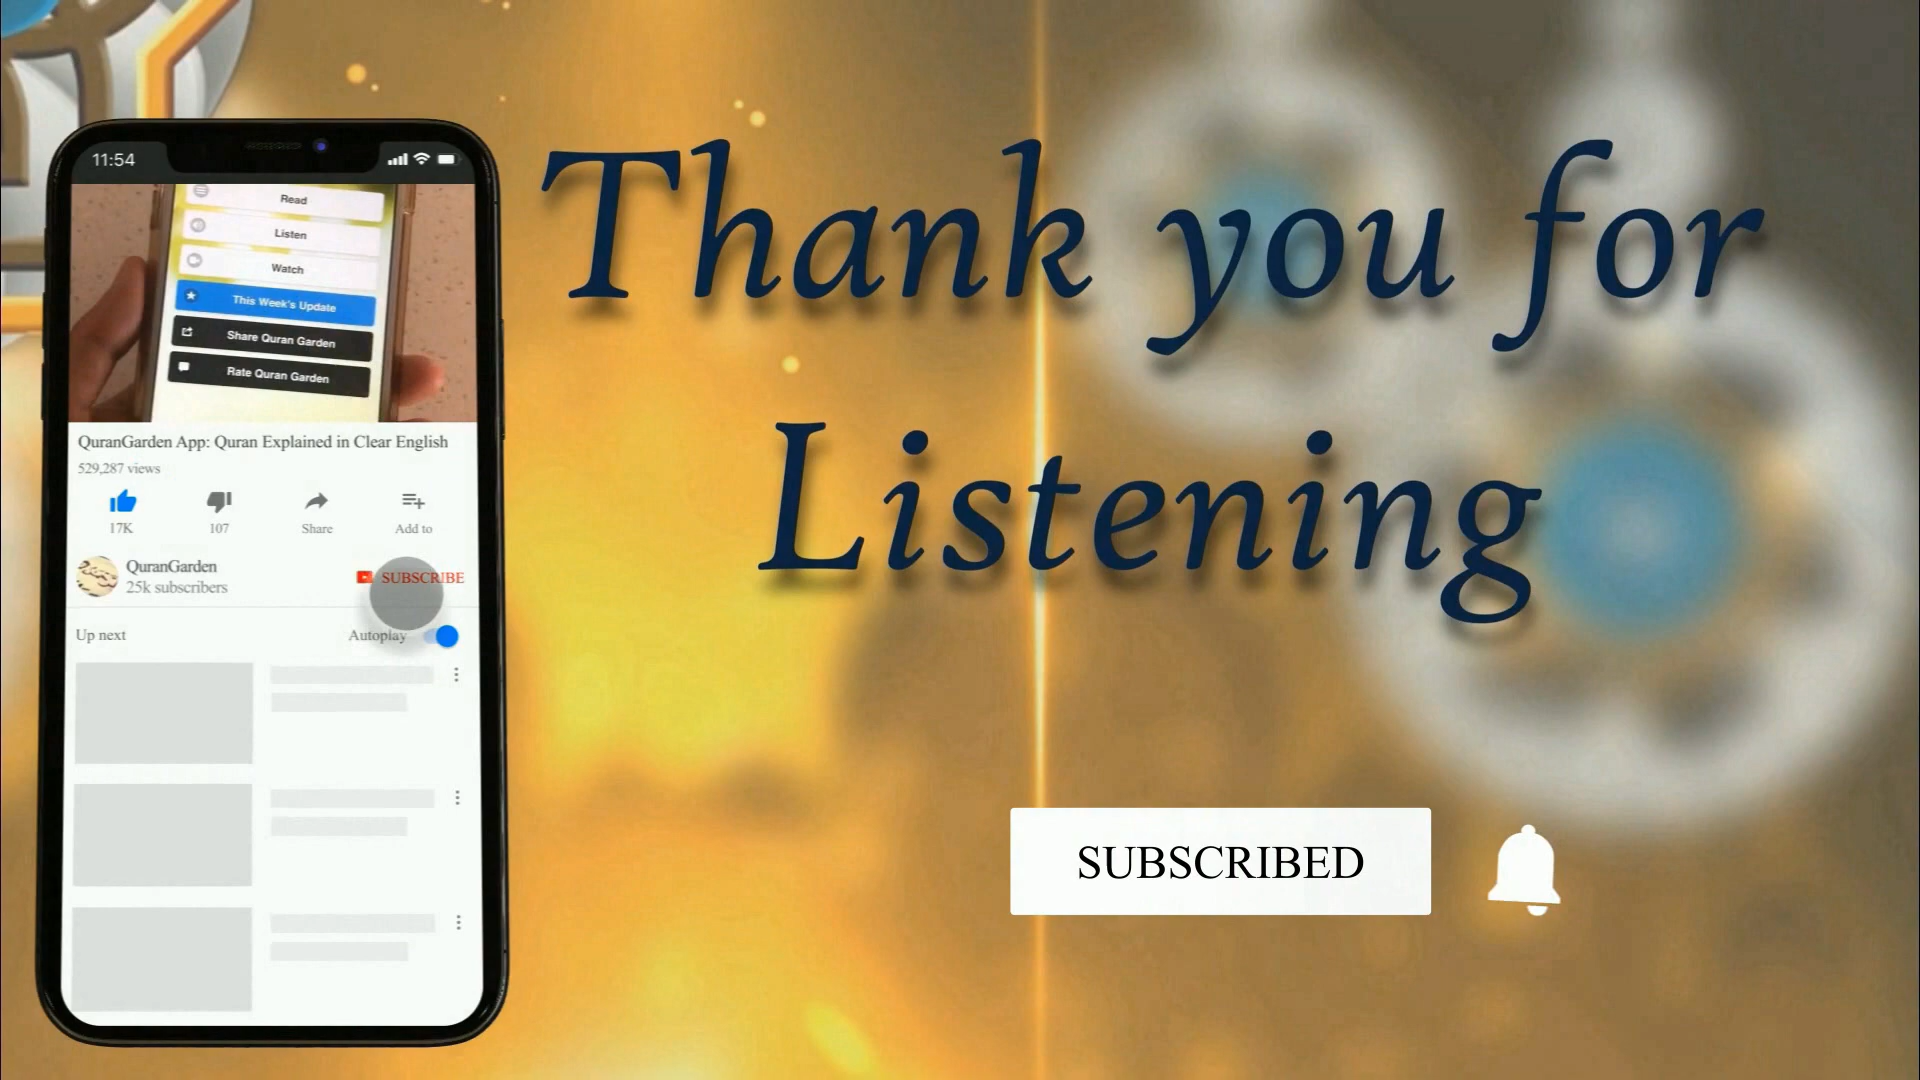 11:54
Read
Listen
Watch
This Week's Update
Share Quran Garden
Rate Quran Garden
QuranGarden App: Quran Explained in Clear English
529,287 views
17K
107
Share
Add to
QuranGarden
25k subscribers
SUBSCRIBE
Up next
Autoplay
Thank you for
Listening
SUBSCRIBED